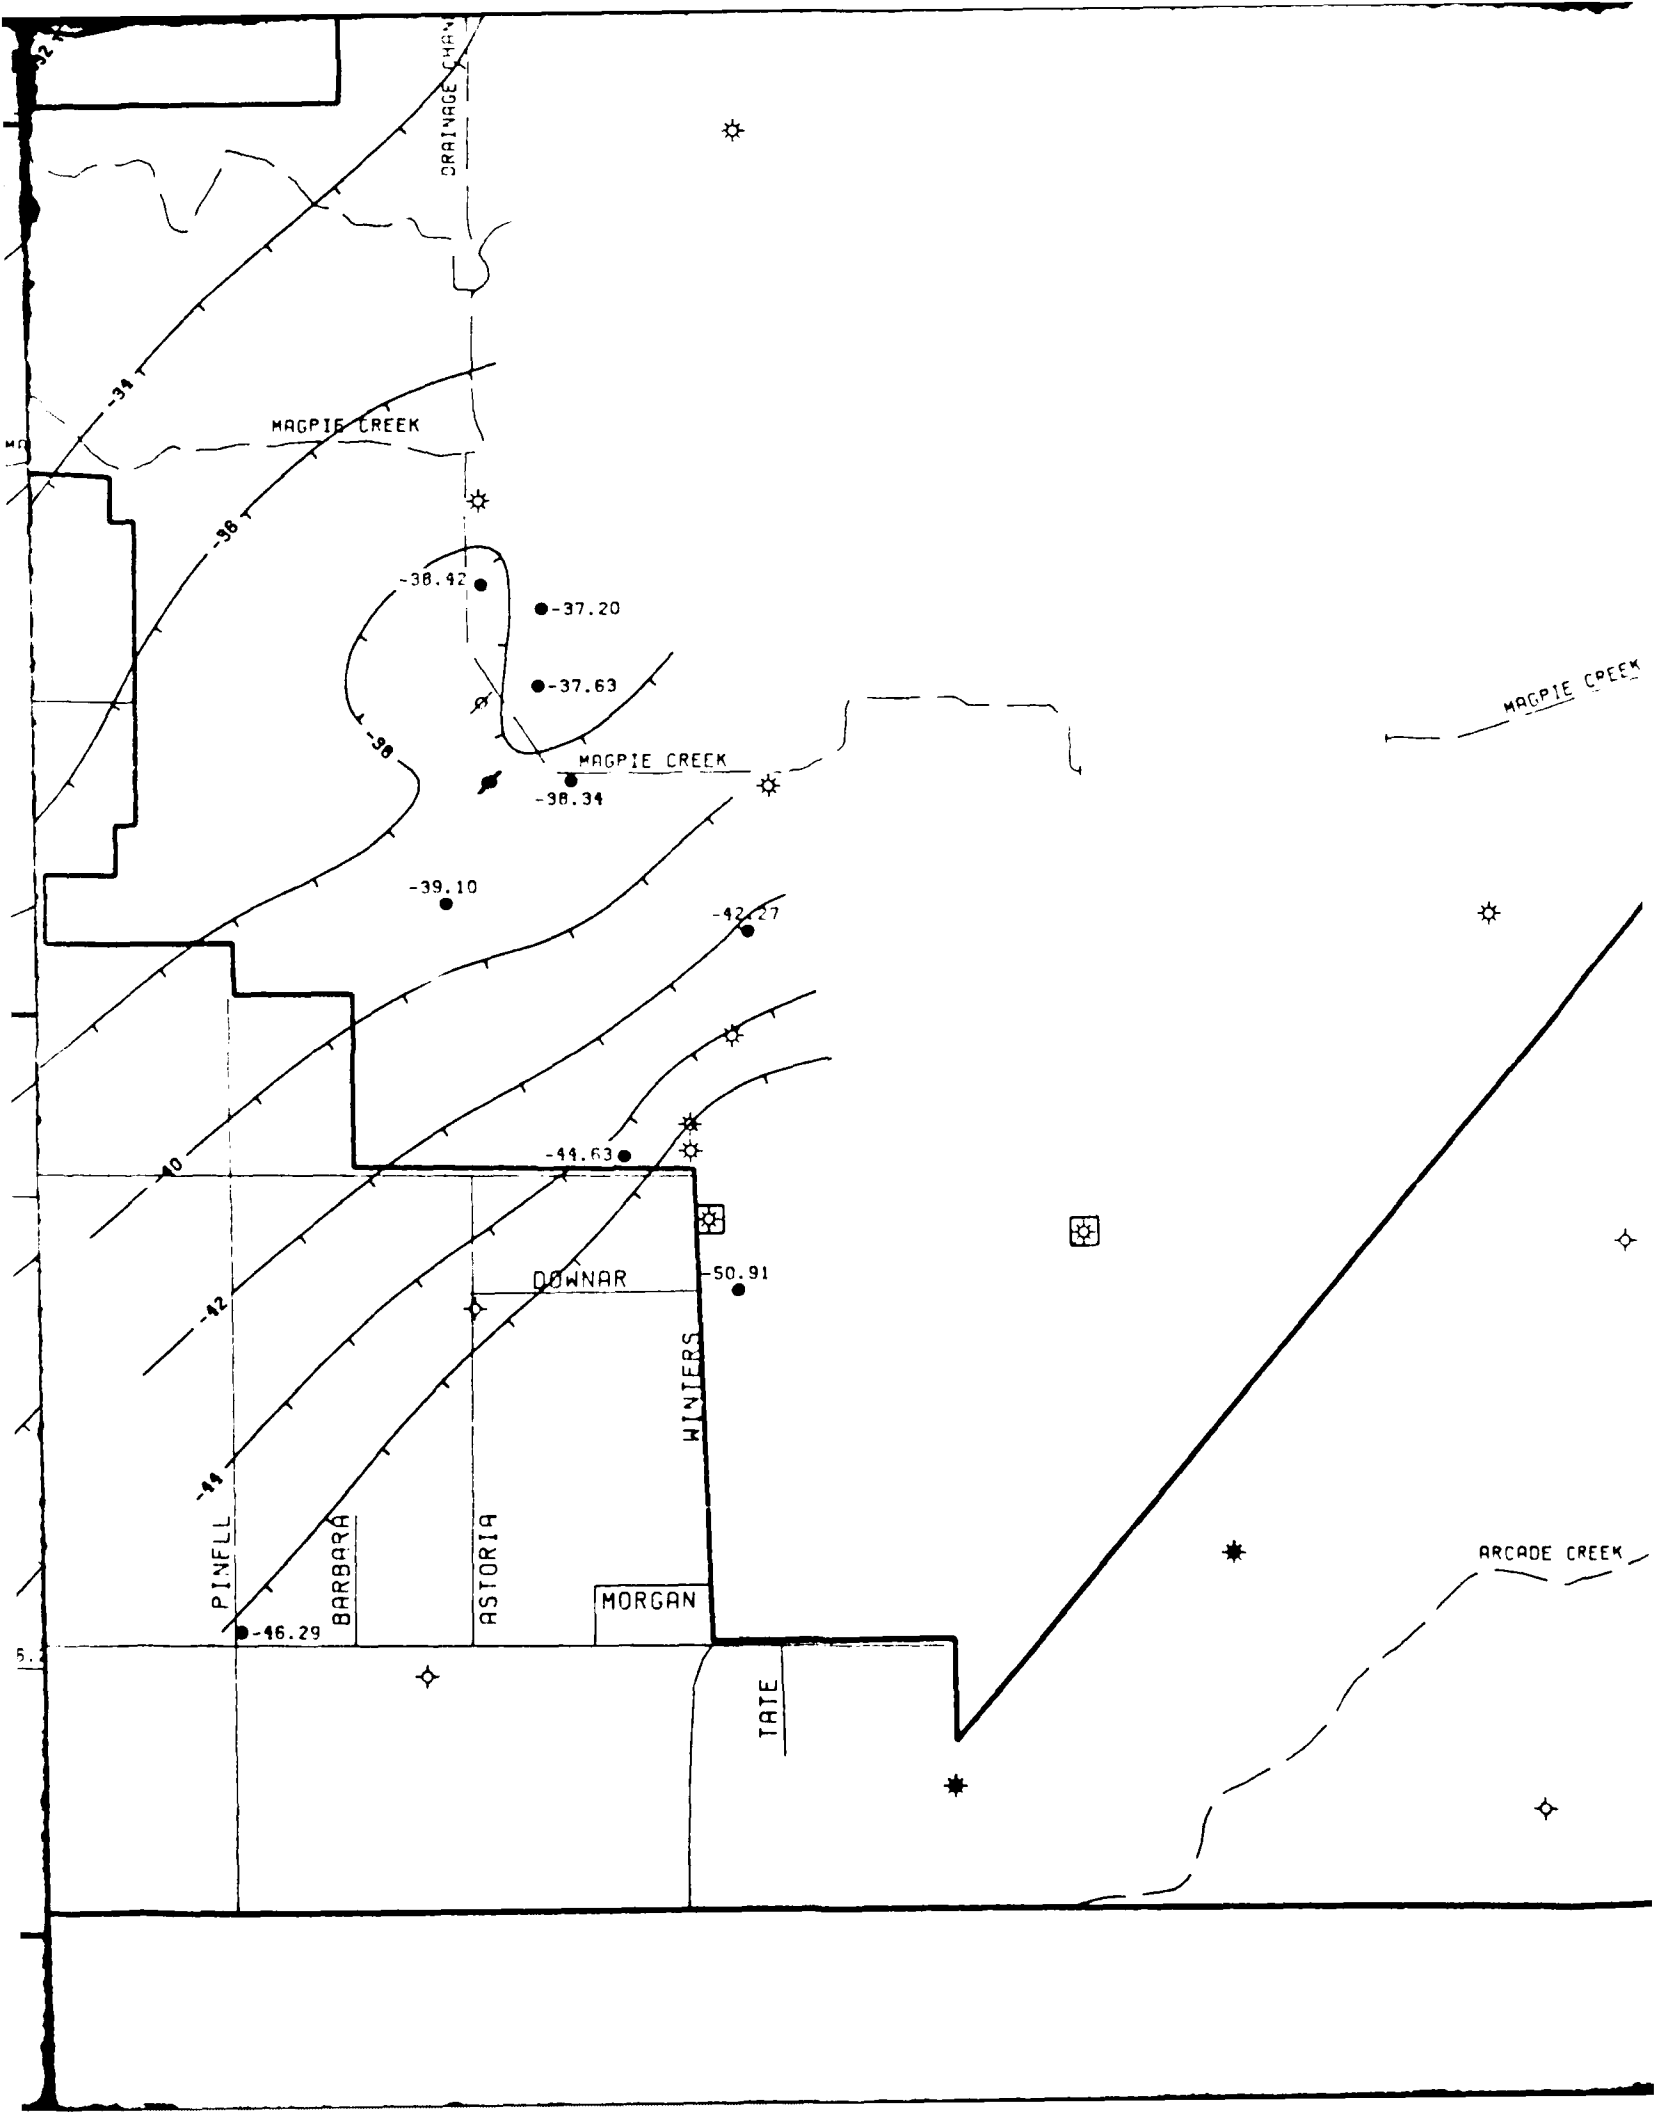 DRAINAGE CHAN
-34
MAGPIE CREEK
-36
-38.42
-37.20
-37.63
MAGPIE CREEK
-38
MAGPIE CREEK
-38.34
-39.10
-42.27
-44.63
-40
DOWNAR
-50.91
-42
WINTERS
-44
PINELL
BARBARA
ASTORIA
MORGAN
ARCADE CREEK
-46.29
TATE